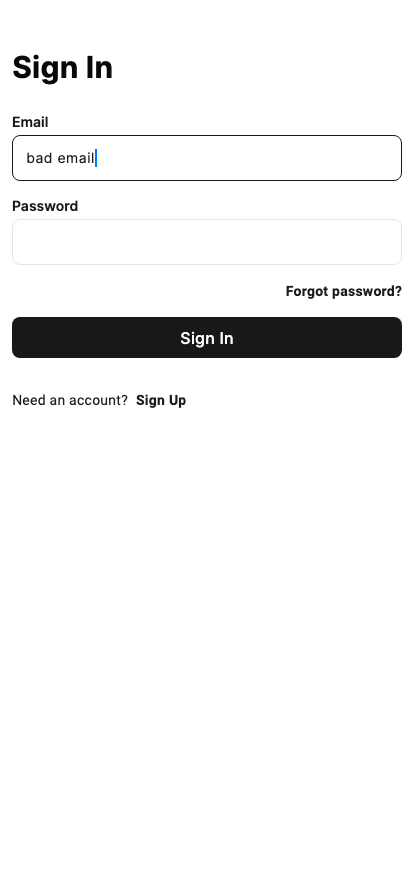 Sign In
Email
bad email
Password
Forgot password?
Sign In
Need an account? Sign Up